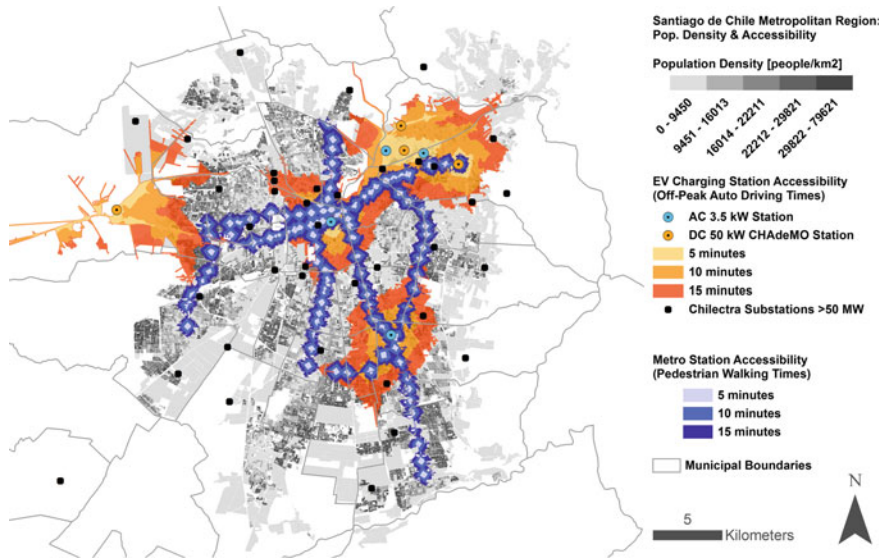 Santiago de Chile Metropolitan Region:
Pop. Density & Accessibility
Population Density [people/km2]
0 - 9450
9451 - 16013
16014 - 22211
22212 - 29821
29822 - 79621
EV Charging Station Accessibility
(Off-Peak Auto Driving Times)
AC 3.5 kW Station
DC 50 kW CHAdeMO Station
5 minutes
10 minutes
15 minutes
Chilectra Substations >50 MW
Metro Station Accessibility
(Pedestrian Walking Times)
5 minutes
10 minutes
15 minutes
Municipal Boundaries
N
5
Kilometers